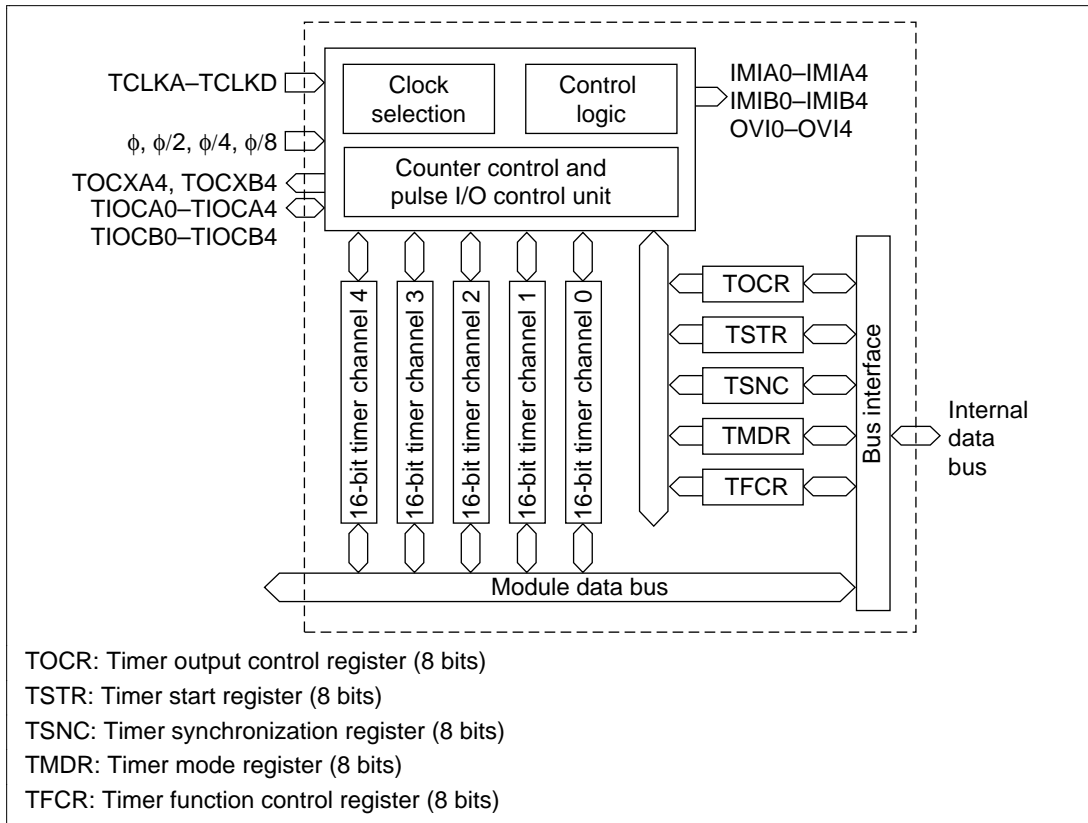 TCLKA–TCLKD
ϕ, ϕ/2, ϕ/4, ϕ/8
TOCXA4, TOCXB4
TIOCA0–TIOCA4
TIOCB0–TIOCB4
Clock
selection
Control
logic
Counter control and
pulse I/O control unit
IMIA0–IMIA4
IMIB0–IMIB4
OVI0–OVI4
16-bit timer channel 4
16-bit timer channel 3
16-bit timer channel 2
16-bit timer channel 1
16-bit timer channel 0
TOCR
TSTR
TSNC
TMDR
TFCR
Bus interface
Internal
data
bus
Module data bus
TOCR: Timer output control register (8 bits)
TSTR: Timer start register (8 bits)
TSNC: Timer synchronization register (8 bits)
TMDR: Timer mode register (8 bits)
TFCR: Timer function control register (8 bits)